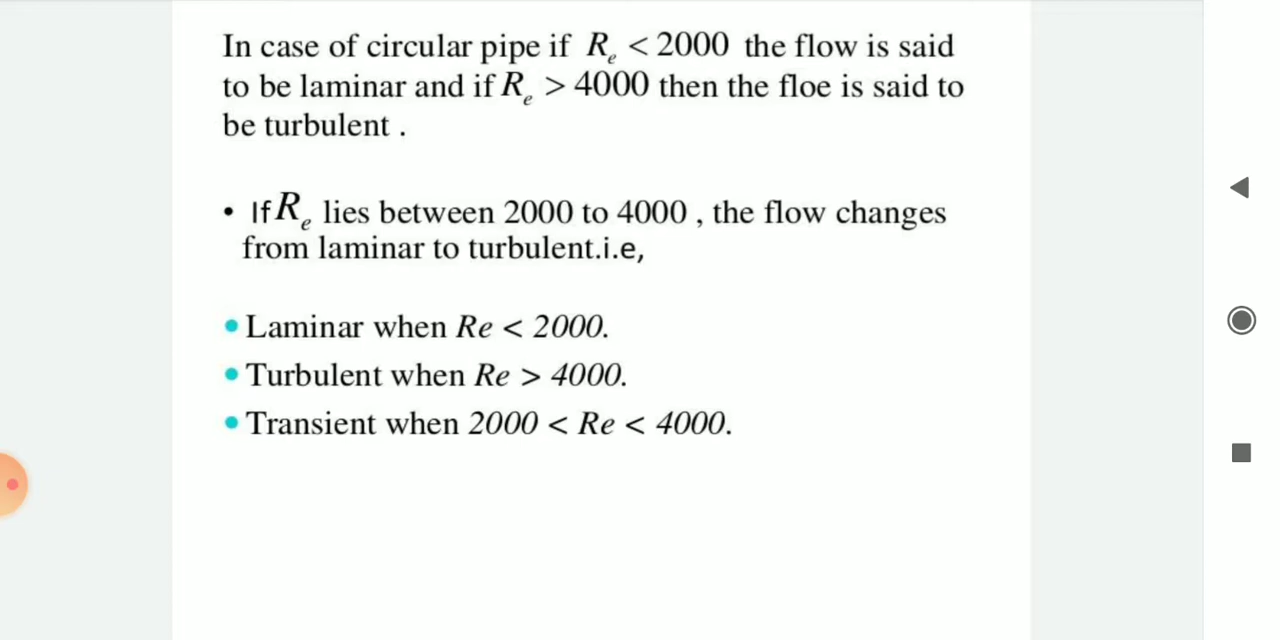 In case of circular pipe if Re < 2000 the flow is said
to be laminar and if Re > 4000 then the floe is said to
be turbulent .
• If Re lies between 2000 to 4000 , the flow changes
from laminar to turbulent.i.e,
• Laminar when Re < 2000.
• Turbulent when Re > 4000.
• Transient when 2000 < Re < 4000.